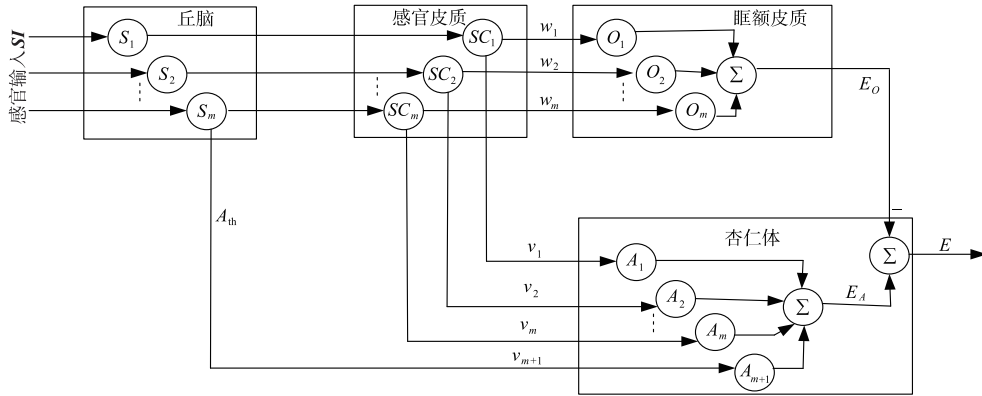 感官输入SI
丘脑
S1
S2
Sm
感官皮质
SC1
SC2
SCm
w1
w2
wm
眶额皮质
O1
O2
Om
Σ
EO
Ath
−
杏仁体
v1
v2
vm
vm+1
A1
A2
Am
Am+1
Σ
EA
Σ
E